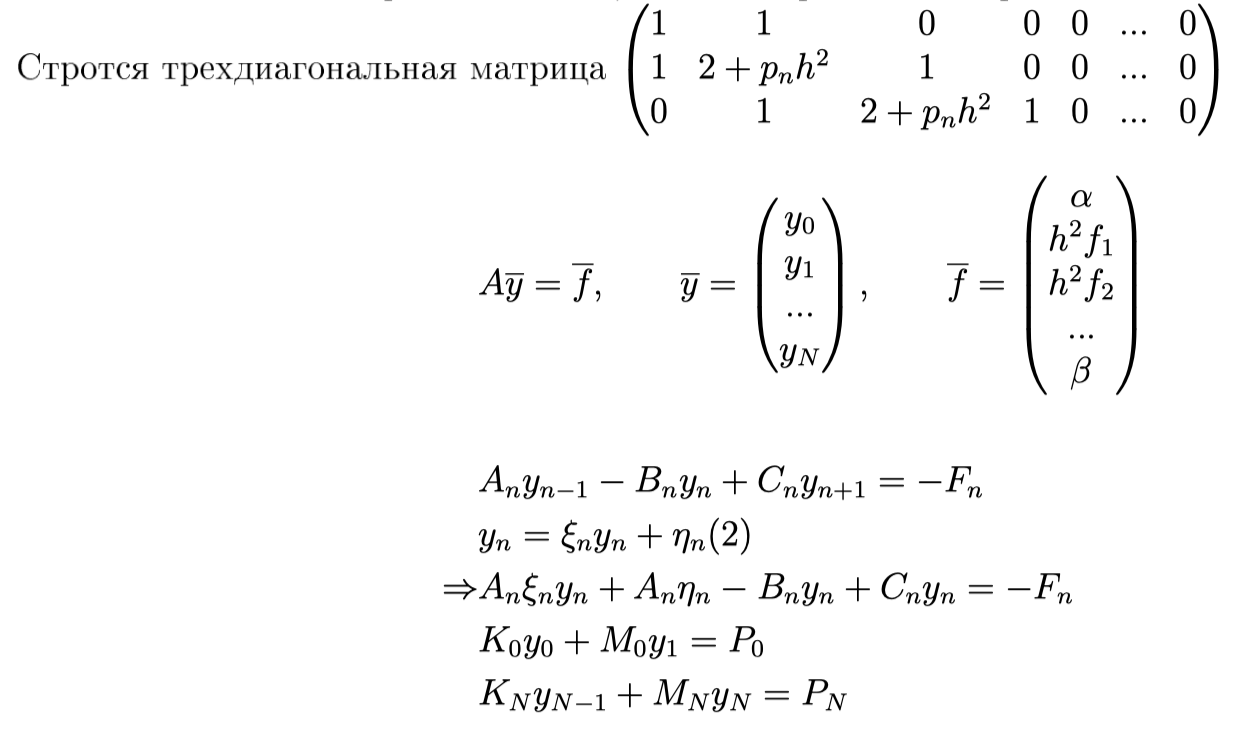 Стротся трехдиагональная матрица $\begin{pmatrix} 1 & 1 & 0 & 0 & 0 & ... & 0 \\ 1 & 2 + p_n h^2 & 1 & 0 & 0 & ... & 0 \\ 0 & 1 & 2 + p_n h^2 & 1 & 0 & ... & 0 \end{pmatrix}$
$A\overline{y} = \overline{f}, \quad \overline{y} = \begin{pmatrix} y_0 \\ y_1 \\ ... \\ y_N \end{pmatrix}, \quad \overline{f} = \begin{pmatrix} \alpha \\ h^2 f_1 \\ h^2 f_2 \\ ... \\ \beta \end{pmatrix}$
$A_n y_{n-1} - B_n y_n + C_n y_{n+1} = -F_n$
$y_n = \xi_n y_n + \eta_n (2)$
$\Rightarrow A_n \xi_n y_n + A_n \eta_n - B_n y_n + C_n y_n = -F_n$
$K_0 y_0 + M_0 y_1 = P_0$
$K_N y_{N-1} + M_N y_N = P_N$